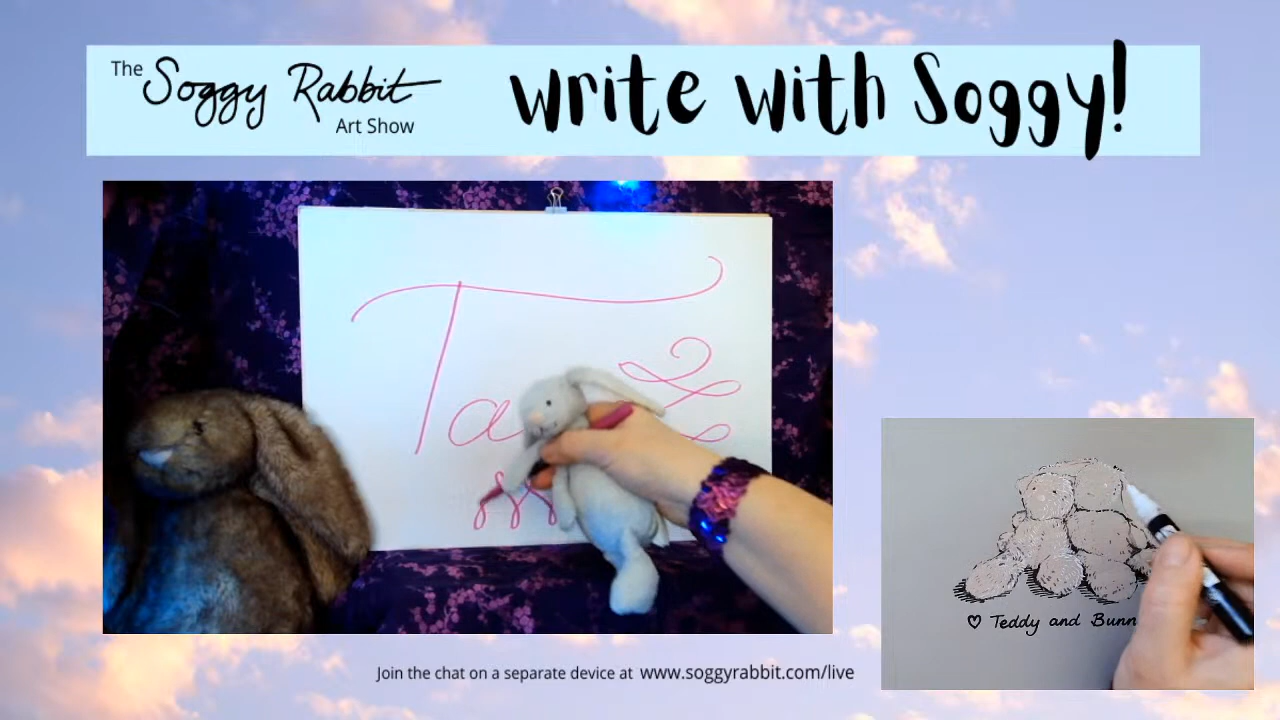 The Soggy Rabbit
Art Show
write with Soggy!
Ta
♡ Teddy and Bunn
Join the chat on a separate device at www.soggyrabbit.com/live